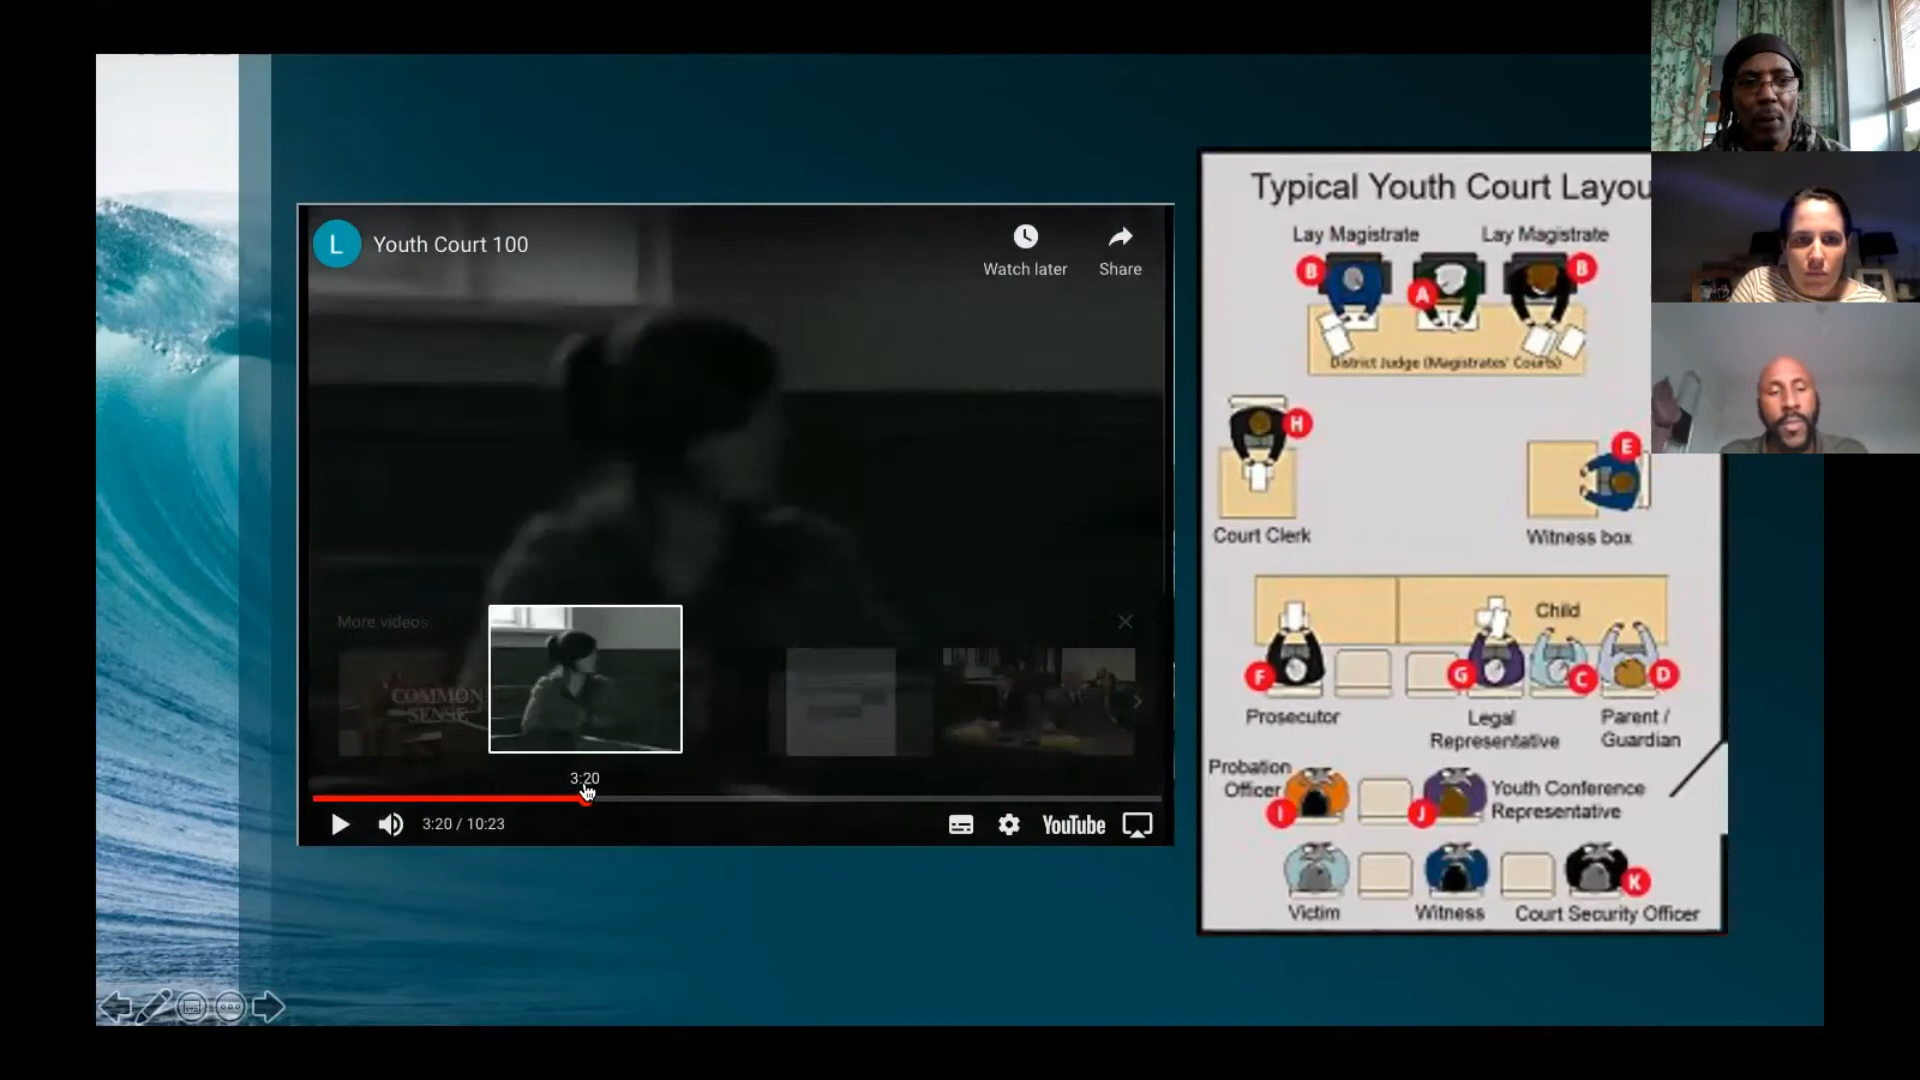 L
Youth Court 100
Watch later
Share
More videos
COMMON
SENSE
3:20
3:20 / 10:23
YouTube
Typical Youth Court Layou
Lay Magistrate
Lay Magistrate
B
A
B
District Judge (Magistrates' Courts)
H
E
Court Clerk
Witness box
Child
F
G
C
D
Prosecutor
Legal
Representative
Parent /
Guardian
Probation
Officer
I
J
Youth Conference
Representative
K
Victim
Witness
Court Security Officer